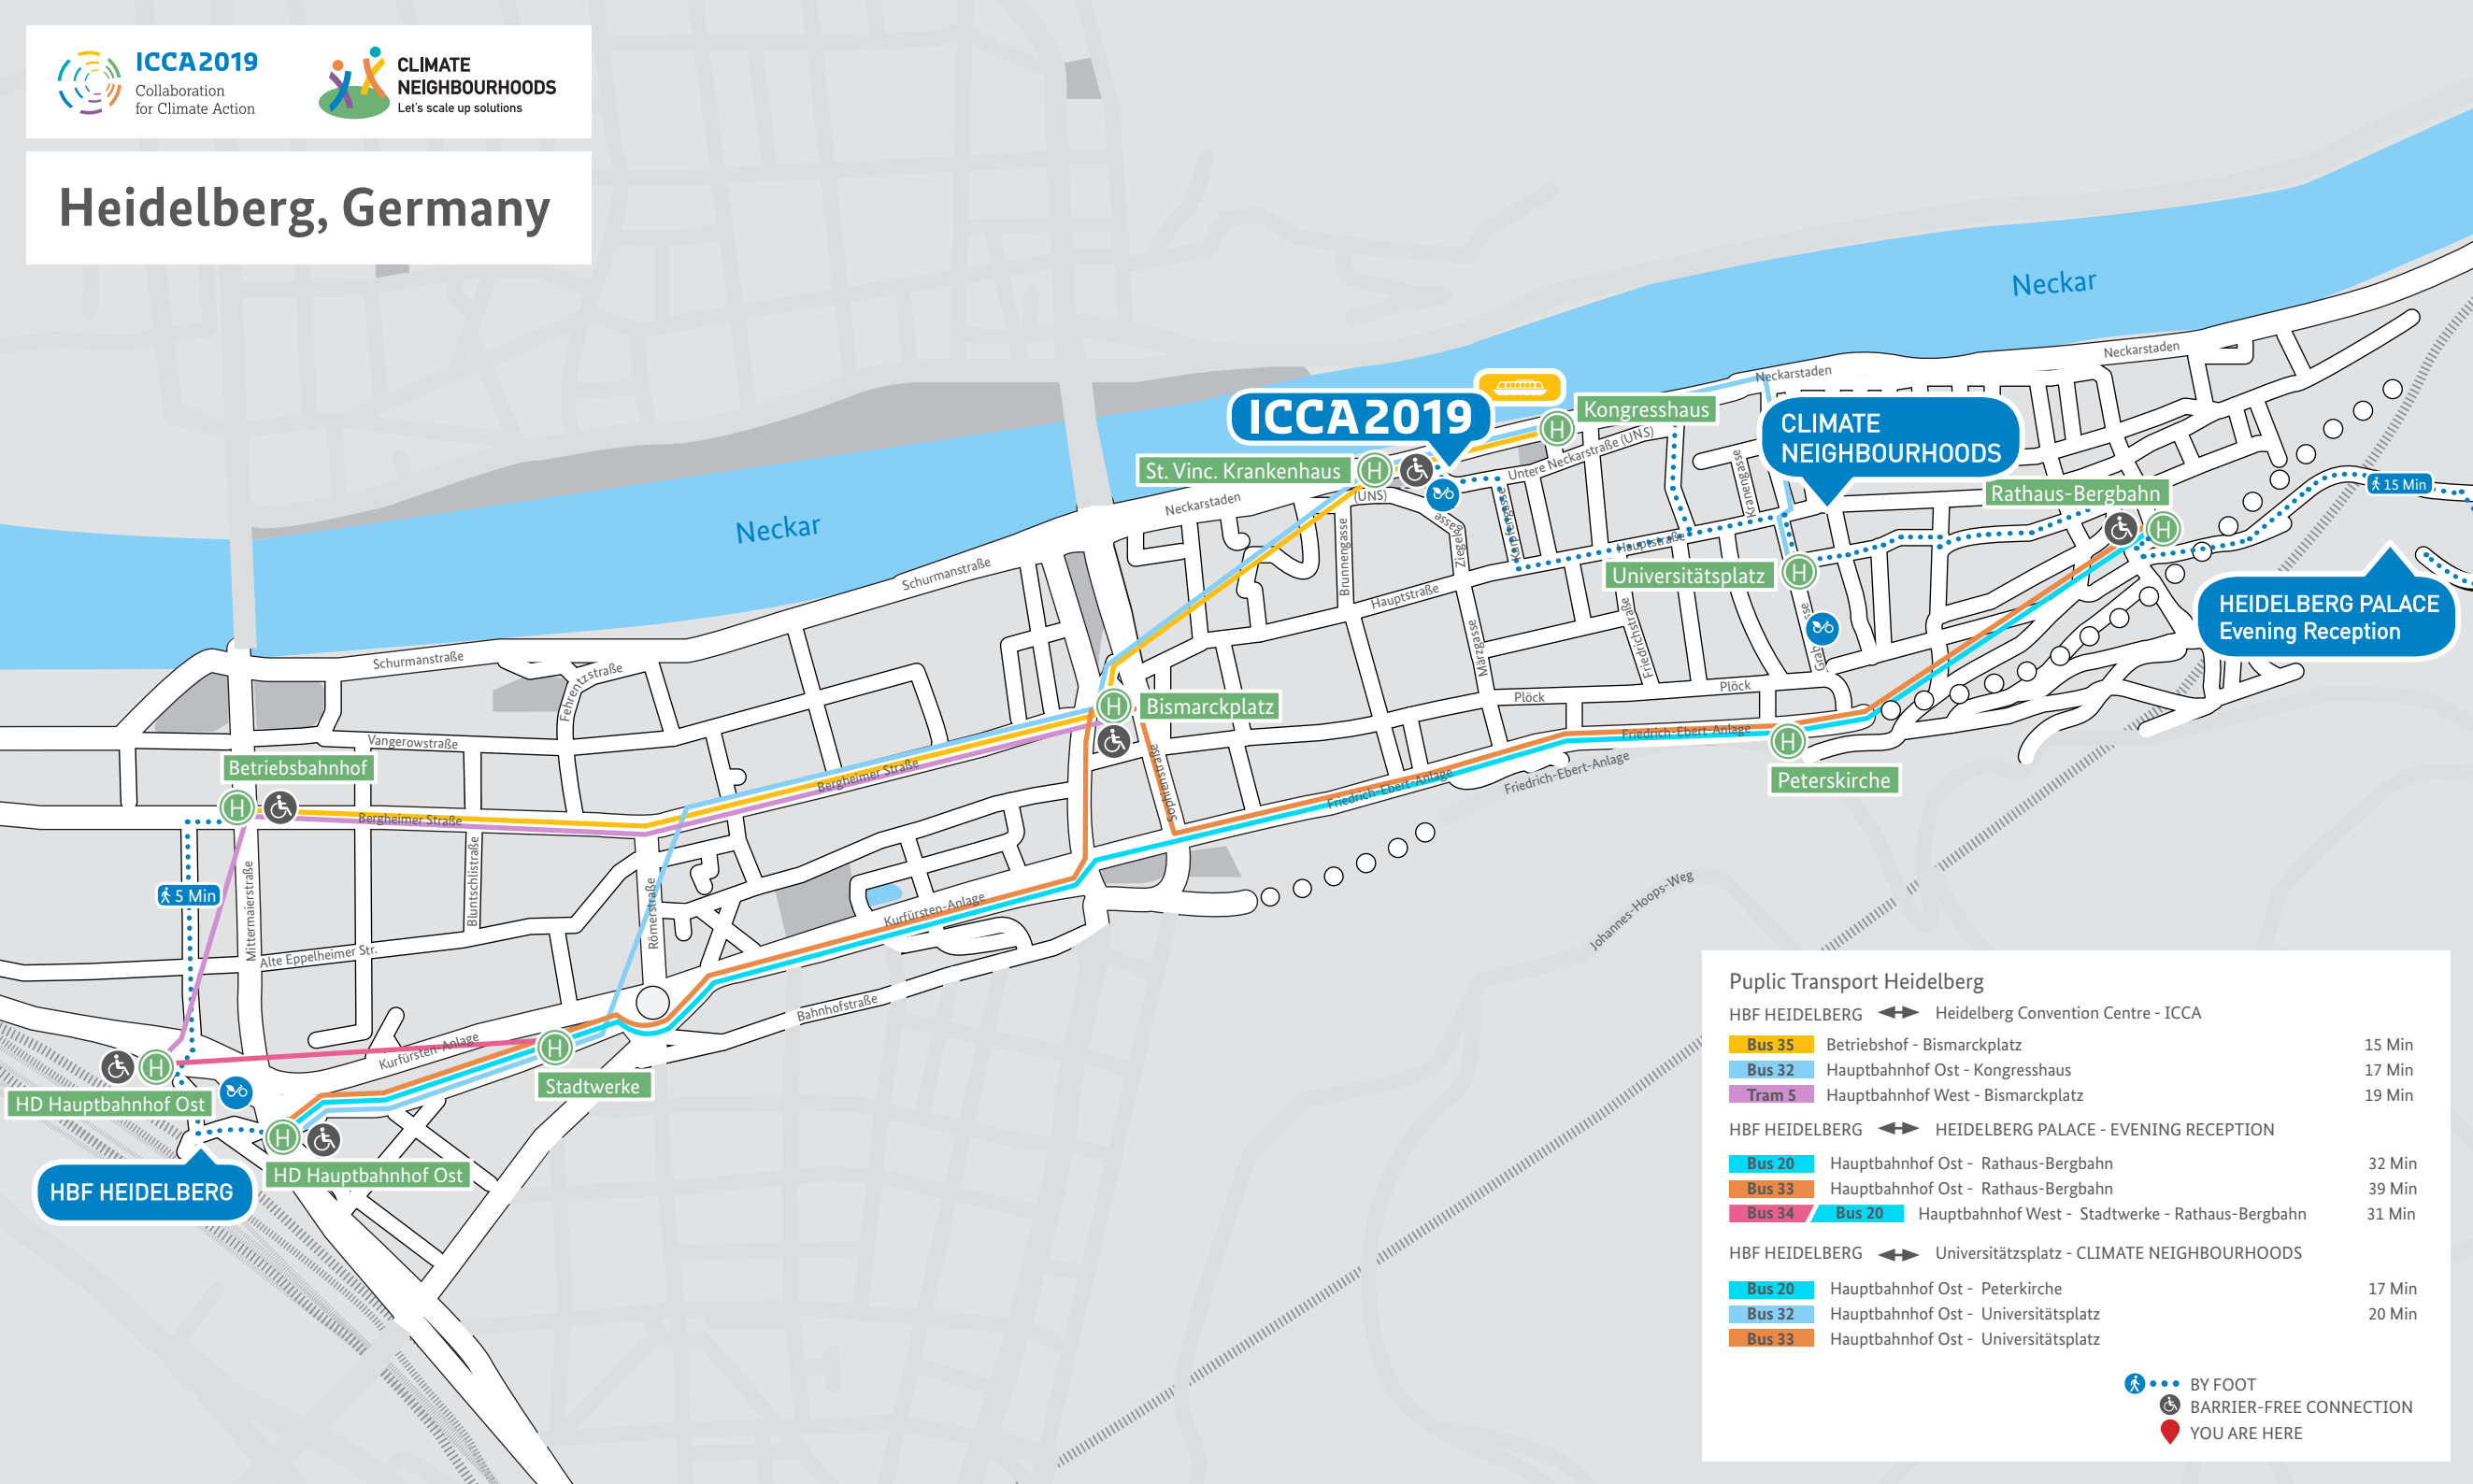 ICCA2019
Collaboration
for Climate Action
CLIMATE
NEIGHBOURHOODS
Let's scale up solutions
Heidelberg, Germany
Neckar
Neckar
Neckarstaden
Neckarstaden
Kongresshaus
ICCA2019
CLIMATE
NEIGHBOURHOODS
Untere Neckarstraße (UNS)
St. Vinc. Krankenhaus
H
H
(UNS)
Neckarstaden
Kranengasse
Rathaus-Bergbahn
H
15 Min
Ziegelgasse
Karpfengasse
Brunnengasse
Hauptstraße
Hauptstraße
Universitätsplatz
H
Schurmanstraße
Schurmanstraße
HEIDELBERG PALACE
Evening Reception
Märzgasse
Friedrichstraße
Plöck
Plöck
Fehrentzstraße
Bismarckplatz
H
Vangerowstraße
Betriebsbahnhof
H
Bergheimer Straße
Bergheimer Straße
Sophienstraße
Friedrich-Ebert-Anlage
Friedrich-Ebert-Anlage
Friedrich-Ebert-Anlage
H
Peterskirche
5 Min
Mittermaierstraße
Bluntschlistraße
Römerstraße
Alte Eppelheimer Str.
Kurfürsten-Anlage
Johannes-Hoops-Weg
Bahnhofstraße
Kurfürsten-Anlage
H
Stadtwerke
H
HD Hauptbahnhof Ost
H
HD Hauptbahnhof Ost
HBF HEIDELBERG
Puplic Transport Heidelberg
HBF HEIDELBERG Heidelberg Convention Centre - ICCA
Bus 35 Betriebshof - Bismarckplatz 15 Min
Bus 32 Hauptbahnhof Ost - Kongresshaus 17 Min
Tram 5 Hauptbahnhof West - Bismarckplatz 19 Min
HBF HEIDELBERG HEIDELBERG PALACE - EVENING RECEPTION
Bus 20 Hauptbahnhof Ost - Rathaus-Bergbahn 32 Min
Bus 33 Hauptbahnhof Ost - Rathaus-Bergbahn 39 Min
Bus 34 Bus 20 Hauptbahnhof West - Stadtwerke - Rathaus-Bergbahn 31 Min
HBF HEIDELBERG Universitätzsplatz - CLIMATE NEIGHBOURHOODS
Bus 20 Hauptbahnhof Ost - Peterkirche 17 Min
Bus 32 Hauptbahnhof Ost - Universitätsplatz 20 Min
Bus 33 Hauptbahnhof Ost - Universitätsplatz
BY FOOT
BARRIER-FREE CONNECTION
YOU ARE HERE